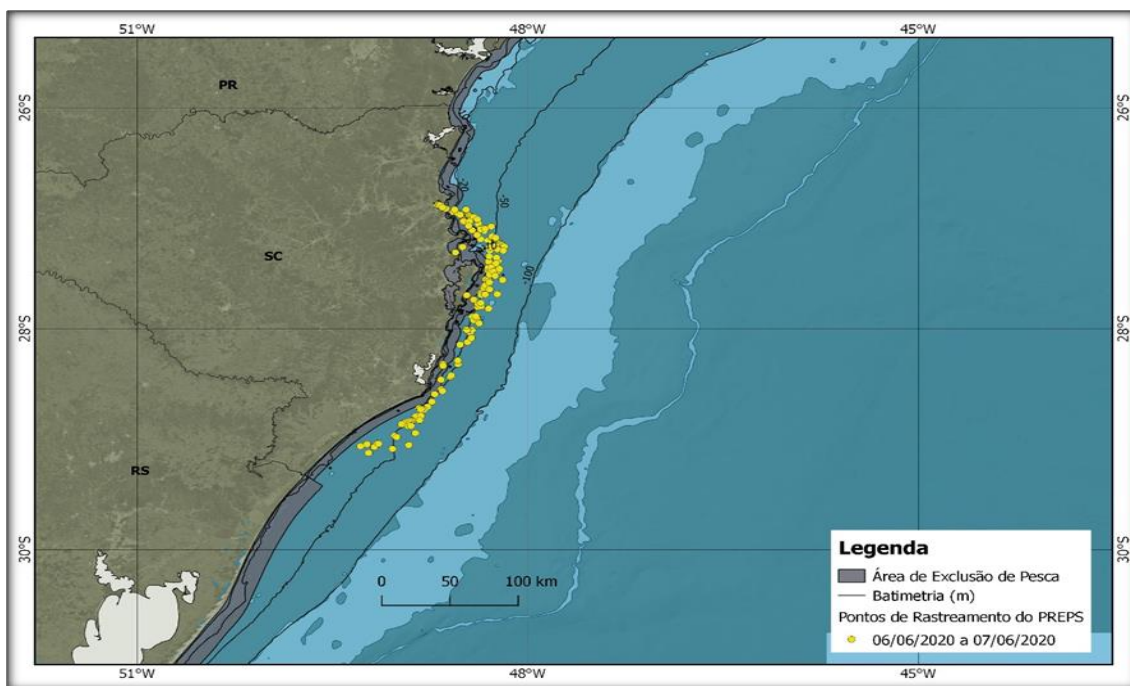 51°W 48°W 45°W
PR
26°S 26°S
-50
SC
-100
28°S 28°S
RS
30°S 30°S
0 50 100 km
Legenda
Área de Exclusão de Pesca
Batimetria (m)
Pontos de Rastreamento do PREPS
06/06/2020 a 07/06/2020
51°W 48°W 45°W